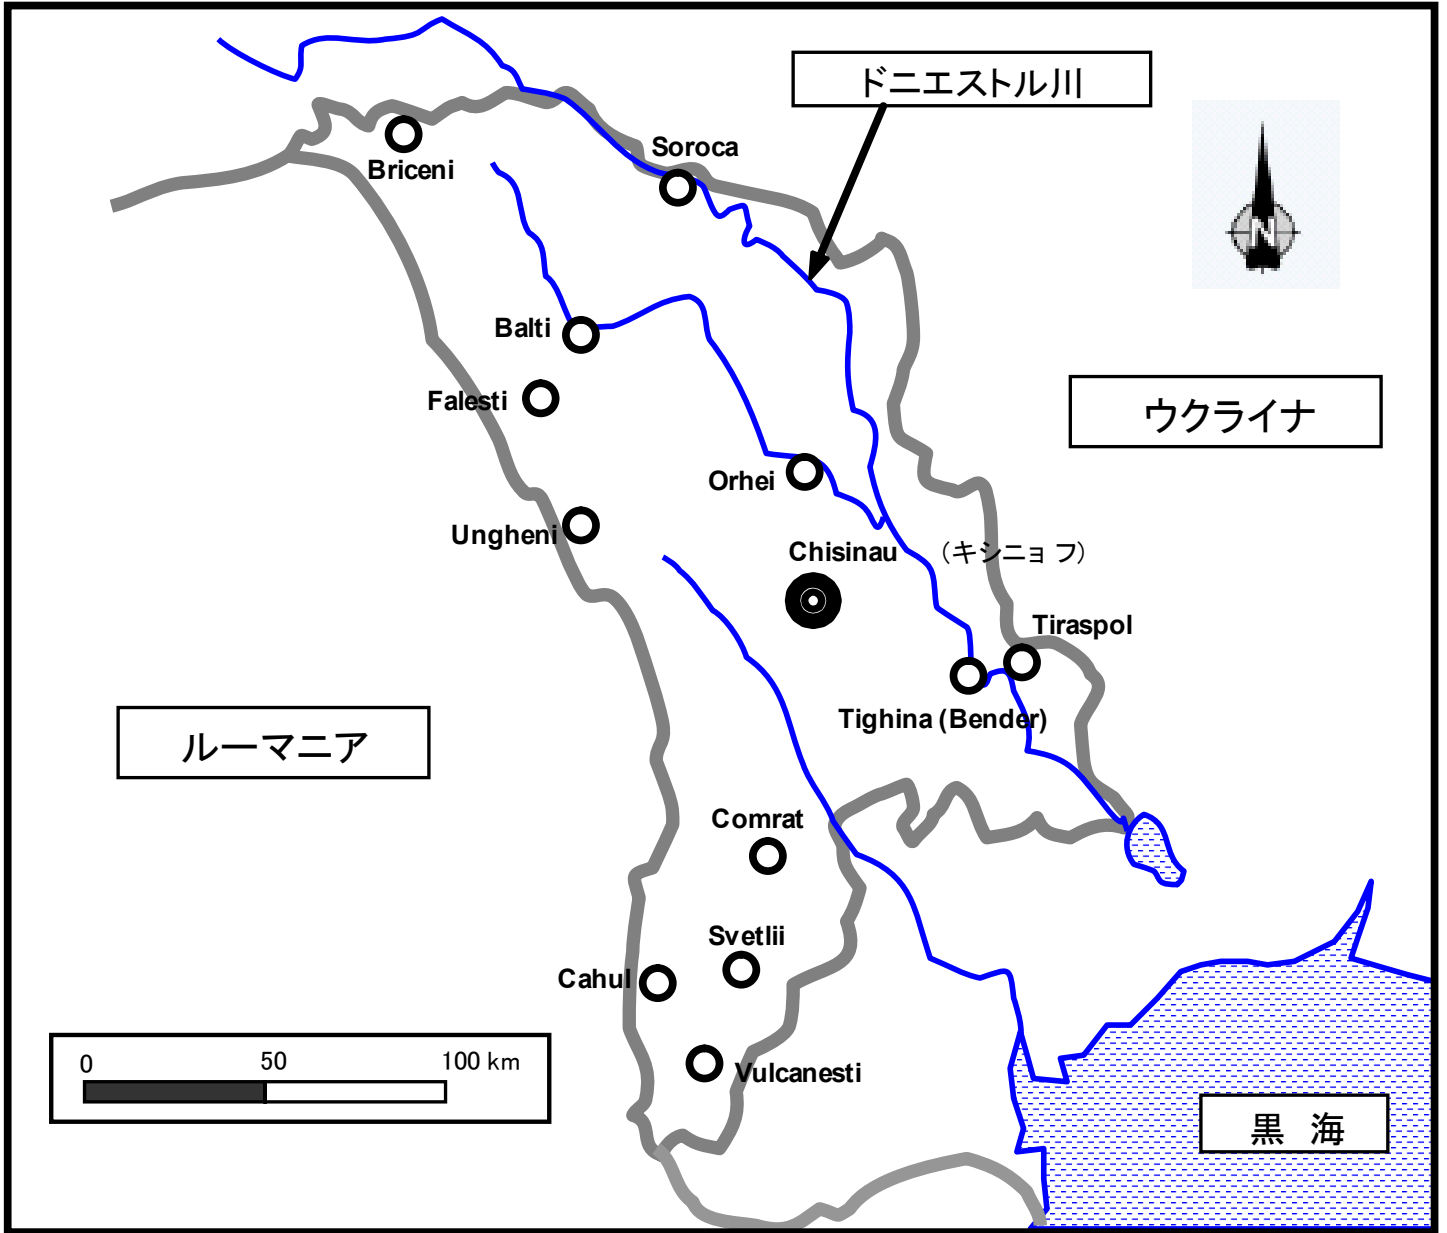 ドニエストル川
N
Soroca
Briceni
Balti
Falesti
ウクライナ
Orhei
Ungheni
Chisinau (キシニョフ)
Tiraspol
Tighina (Bender)
ルーマニア
Comrat
Svetlii
Cahul
0 50 100 km
Vulcanesti
黒 海